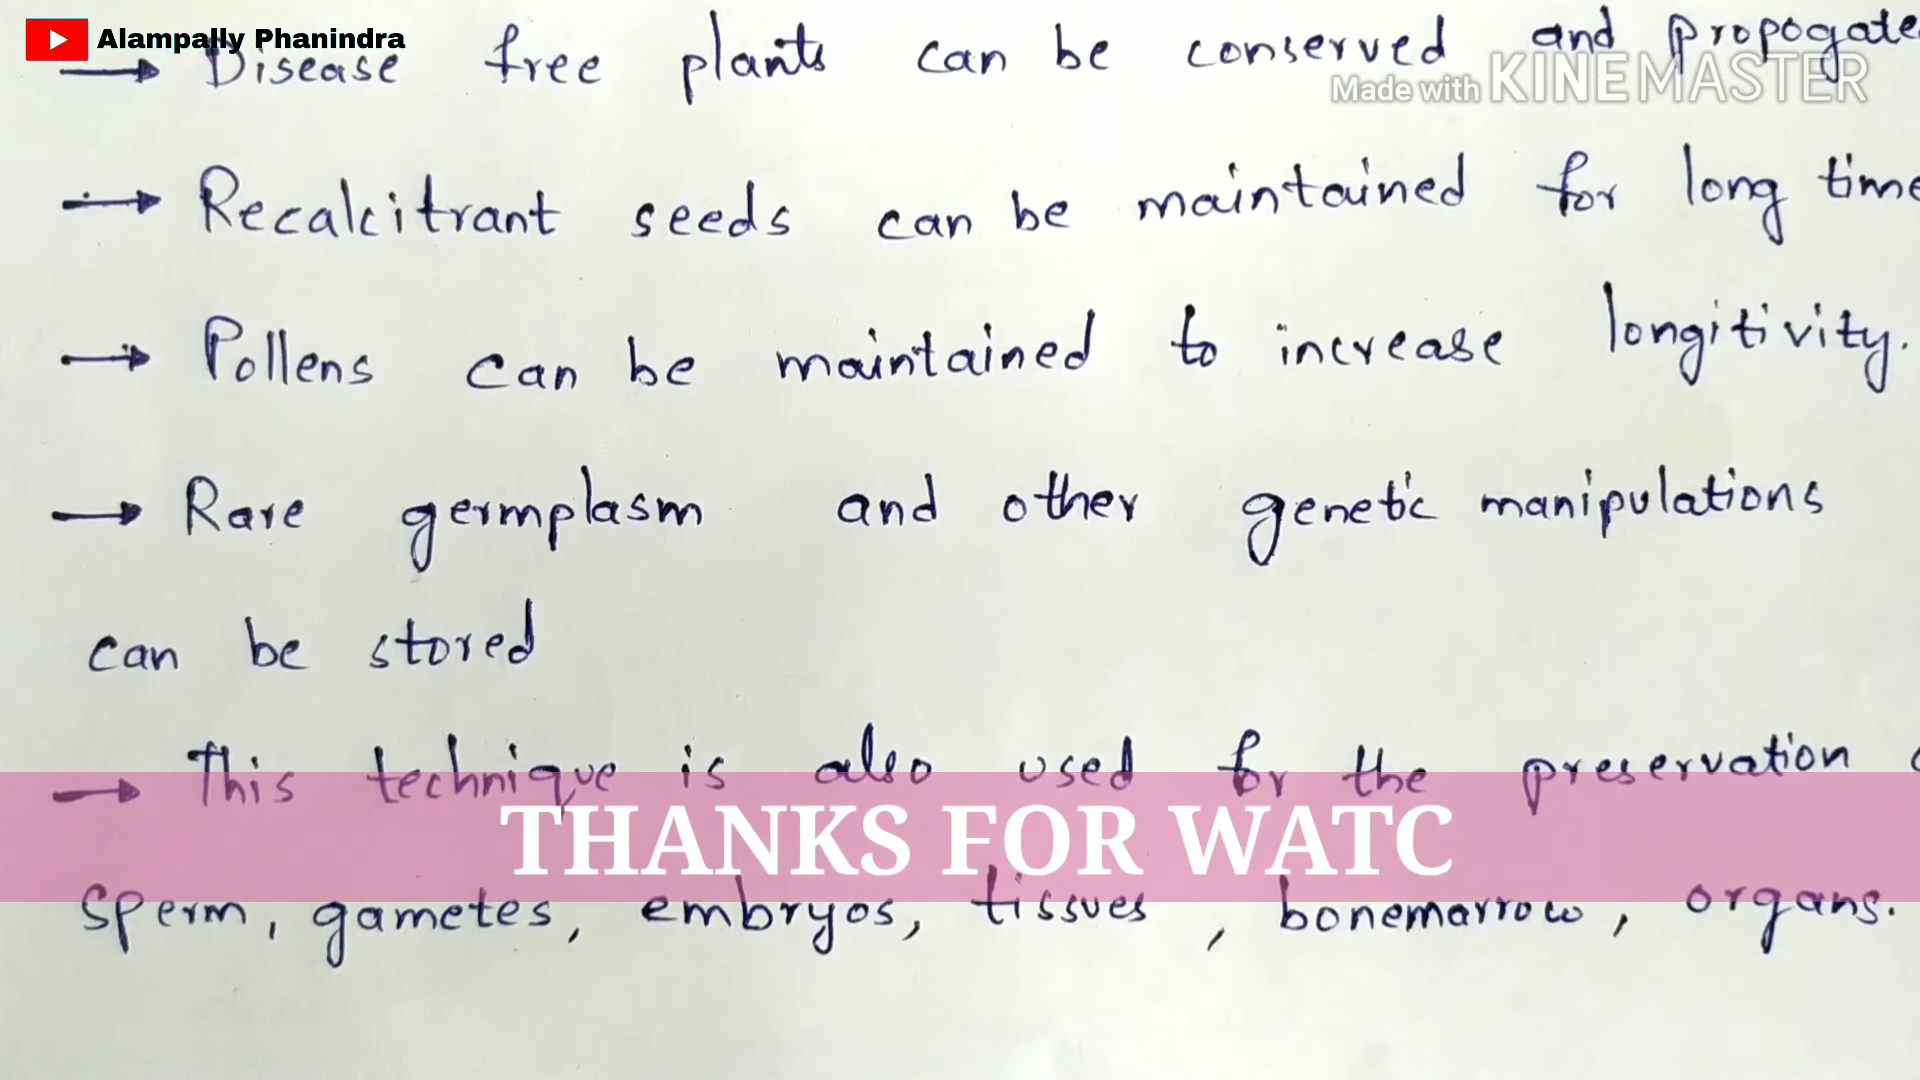 Alampally Phanindra
→ Disease free plants can be conserved and propogate
Made with KINEMASTER
→ Recalcitrant seeds can be maintained for long time
→ Pollens can be maintained to increase longitivity.
→ Rare germplasm and other genetic manipulations
can be stored
→ This technique is also used for the preservation
THANKS FOR WATC
sperm, gametes, embryos, tissues, bonemarrow, organs.